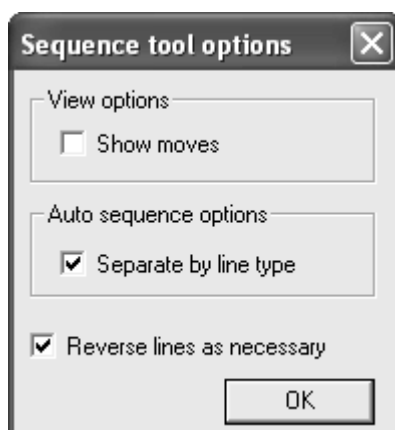 Sequence tool options
View options
Show moves
Auto sequence options
Separate by line type
Reverse lines as necessary
OK